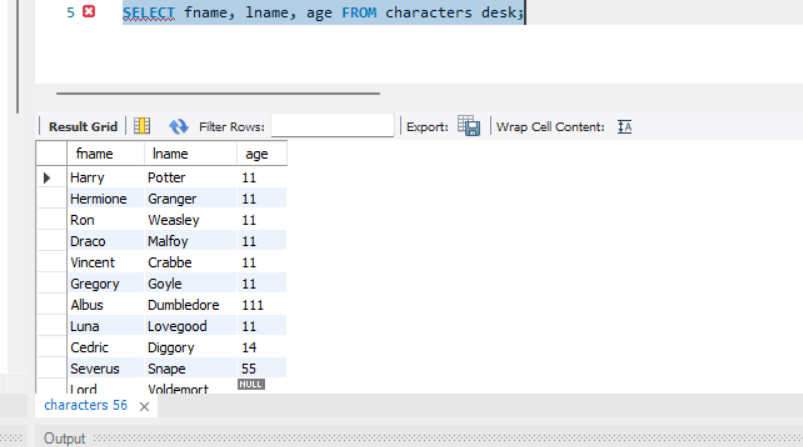 5 SELECT fname, lname, age FROM characters desk;
Result Grid Filter Rows: Export: Wrap Cell Content: IA
fname lname age
Harry Potter 11
Hermione Granger 11
Ron Weasley 11
Draco Malfoy 11
Vincent Crabbe 11
Gregory Goyle 11
Albus Dumbledore 111
Luna Lovegood 11
Cedric Diggory 14
Severus Snape 55
Lord Voldemort NULL
characters 56
Output